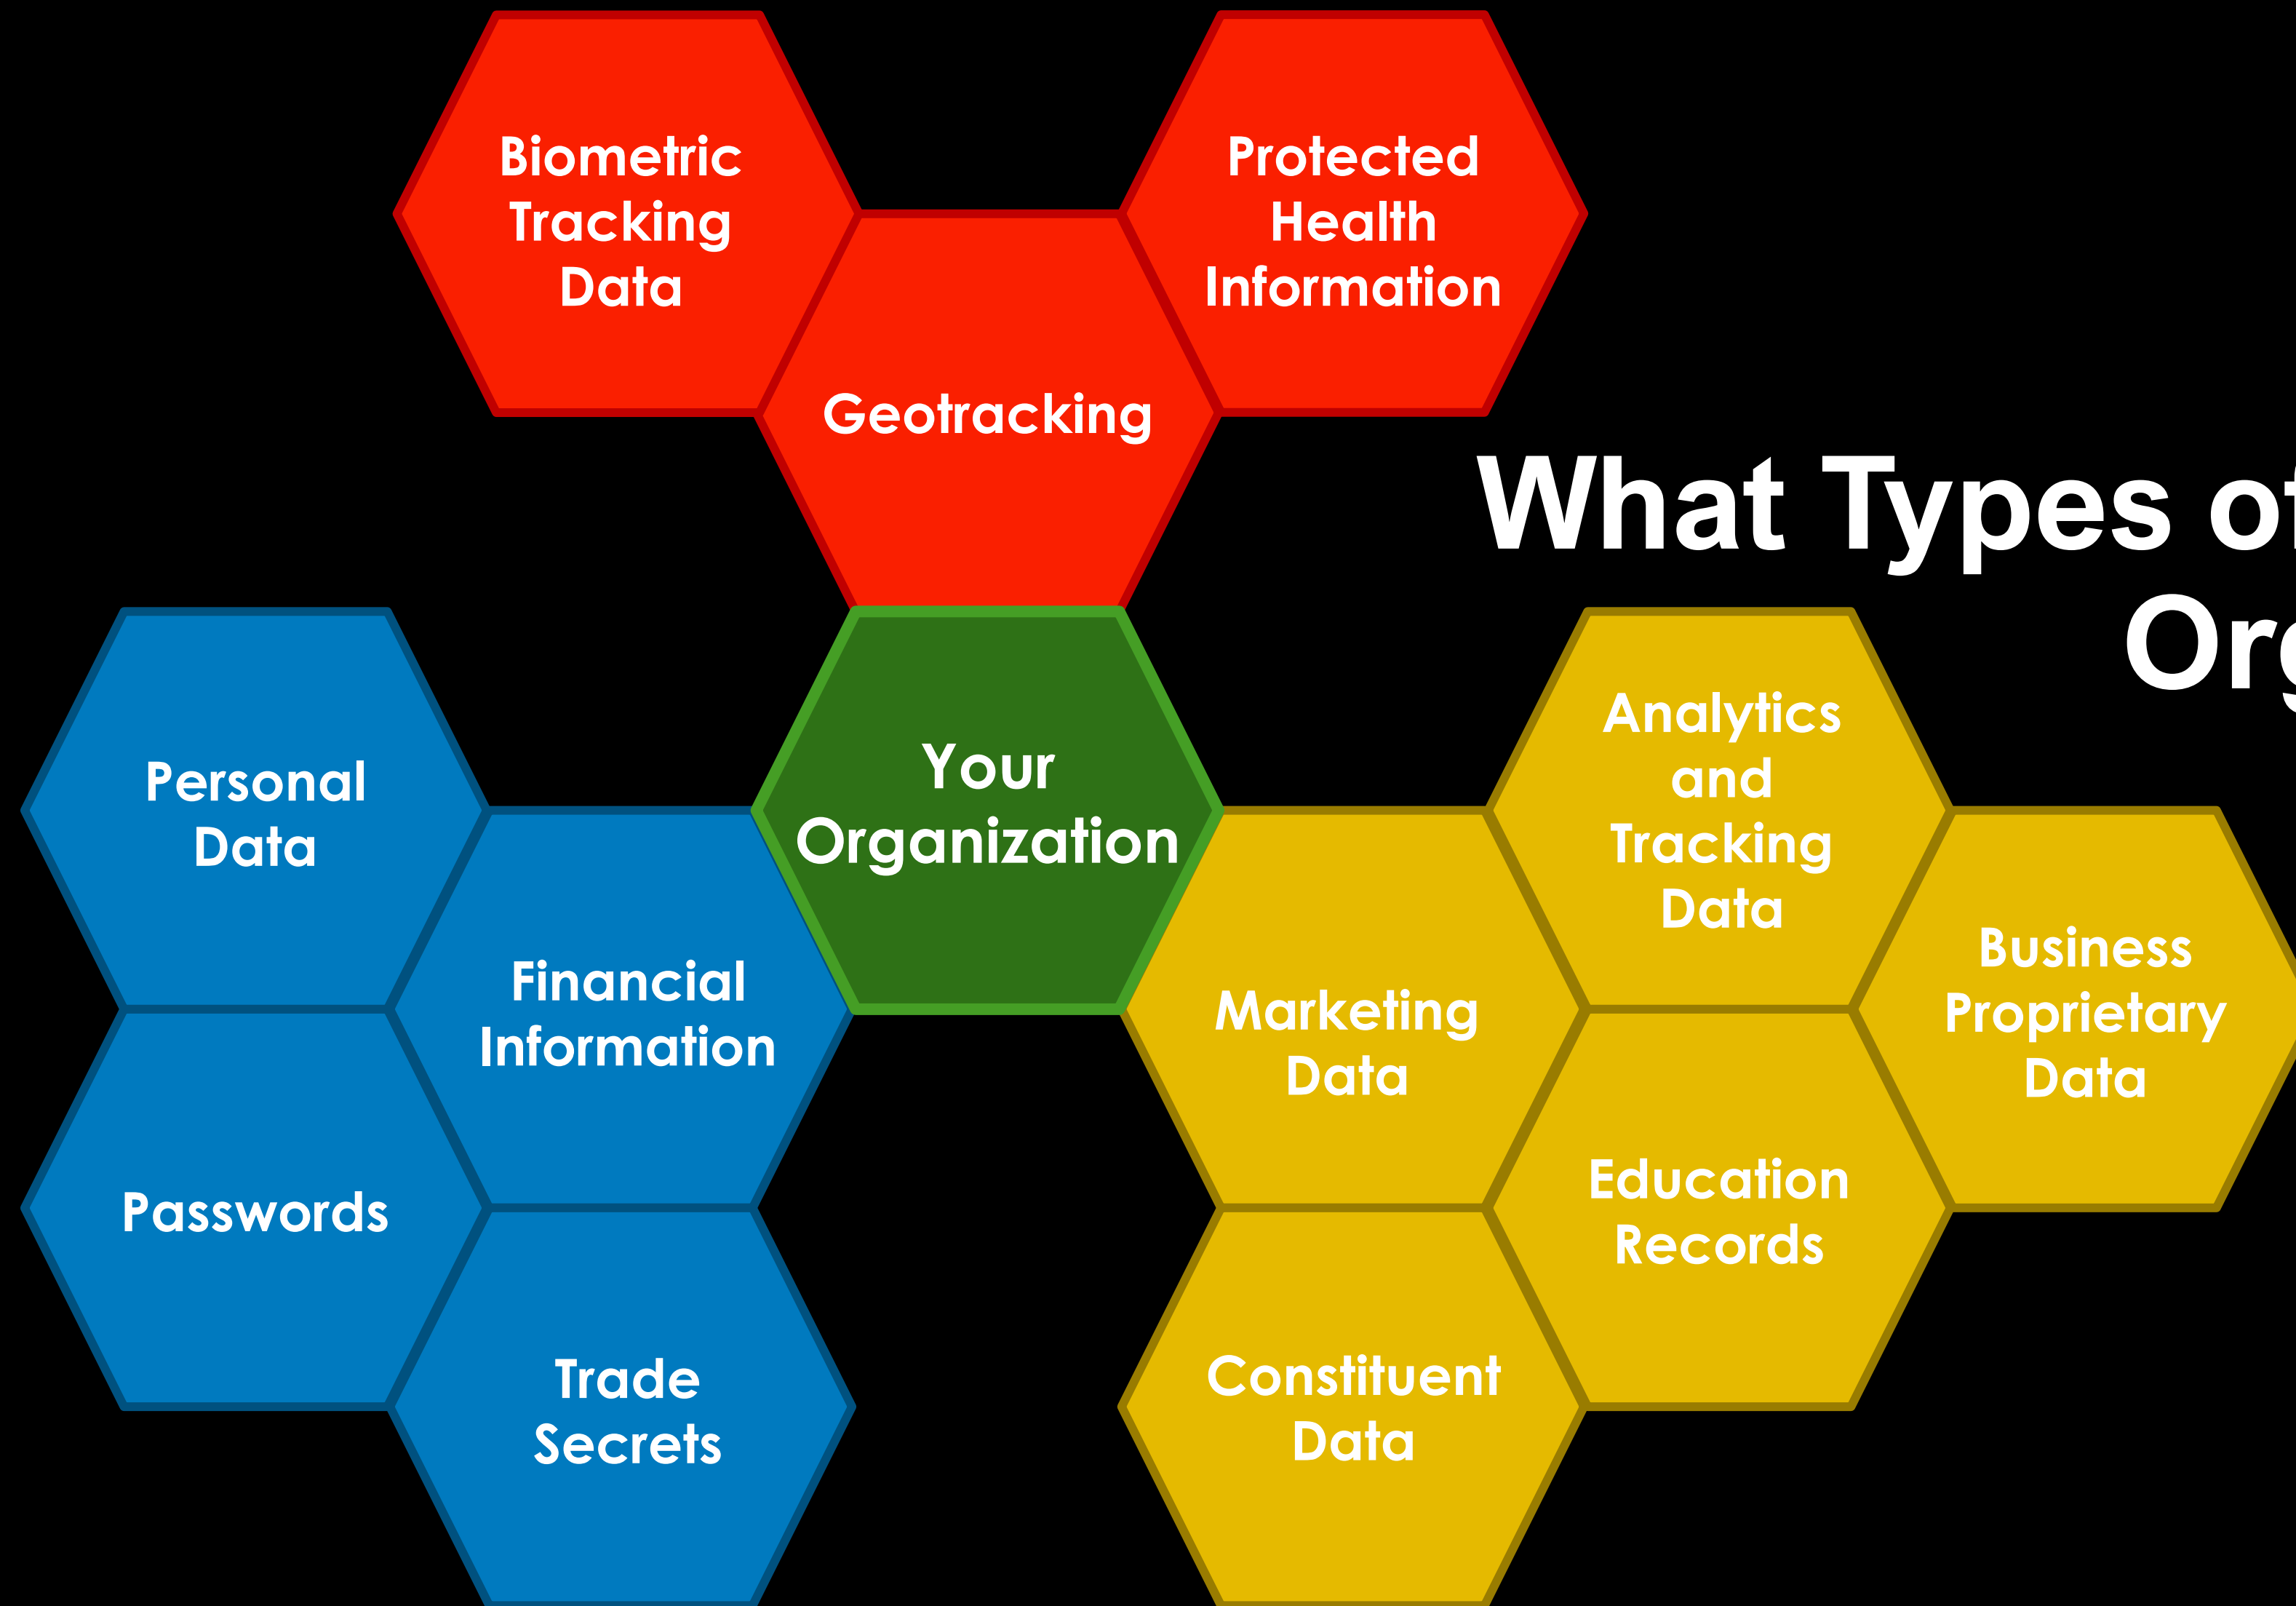 Biometric
Tracking
Data
Protected
Health
Information
Geotracking
What Types of
Your
Organization
Personal
Data
Financial
Information
Passwords
Trade
Secrets
Analytics
and
Tracking
Data
Marketing
Data
Business
Proprietary
Data
Education
Records
Constituent
Data